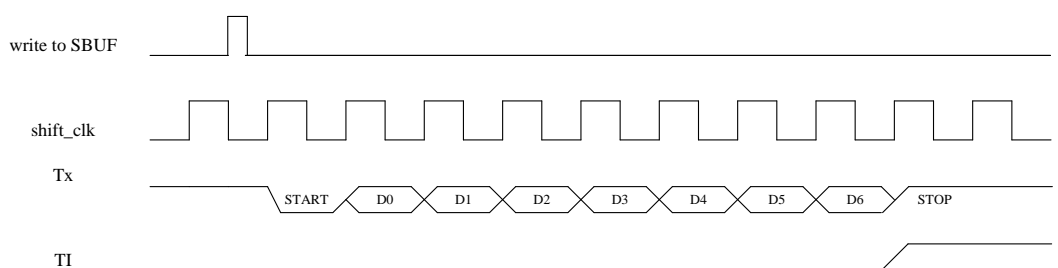 write to SBUF
shift_clk
Tx
START D0 D1 D2 D3 D4 D5 D6 STOP
TI